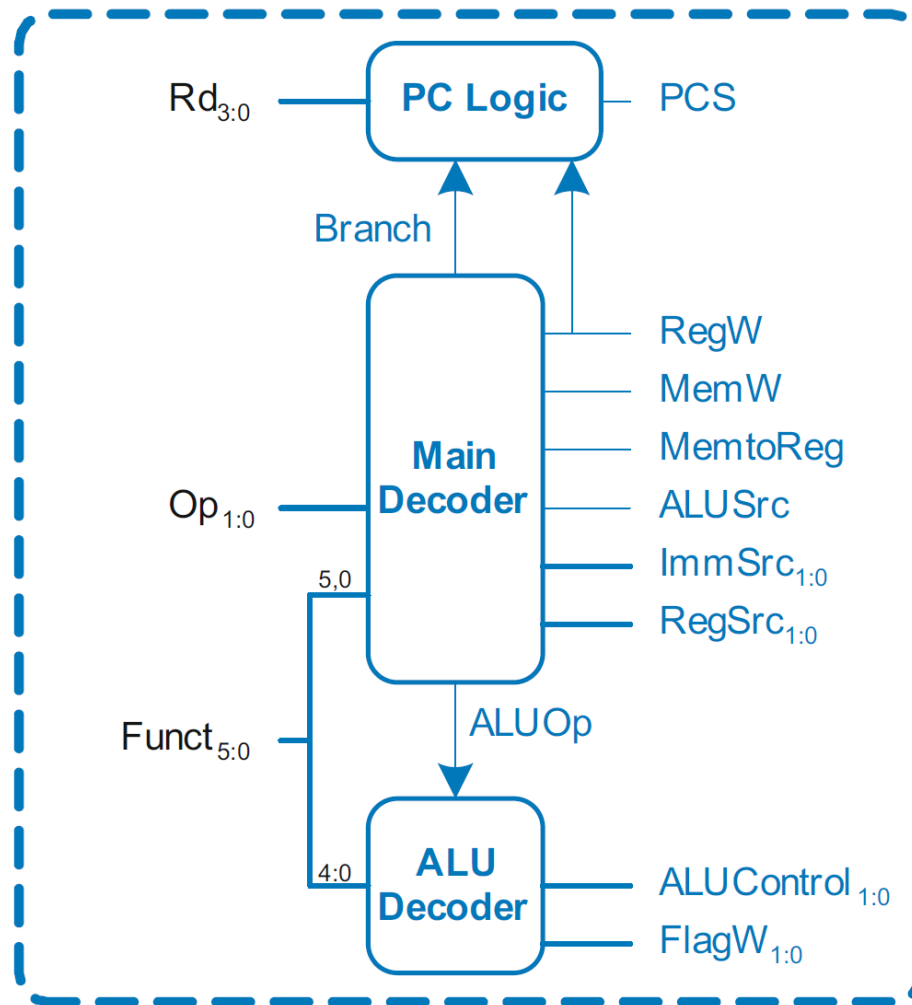 Rd3:0
PC Logic
PCS
Branch
RegW
MemW
MemtoReg
Main
Decoder
Op1:0
ALUSrc
5,0
ImmSrc1:0
RegSrc1:0
ALUOp
Funct5:0
4:0
ALU
Decoder
ALUControl1:0
FlagW1:0